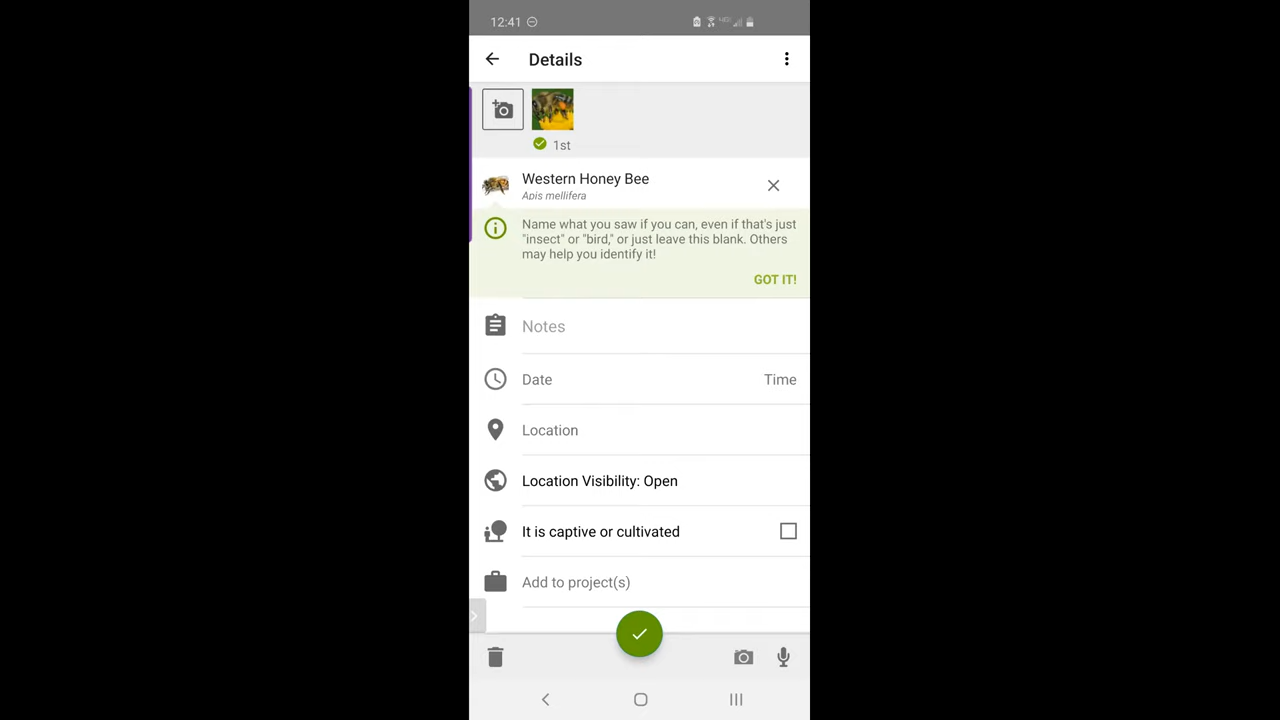 12:41
Details
1st
Western Honey Bee
Apis mellifera
Name what you saw if you can, even if that's just
"insect" or "bird," or just leave this blank. Others
may help you identify it!
GOT IT!
Notes
Date
Time
Location
Location Visibility: Open
It is captive or cultivated
Add to project(s)